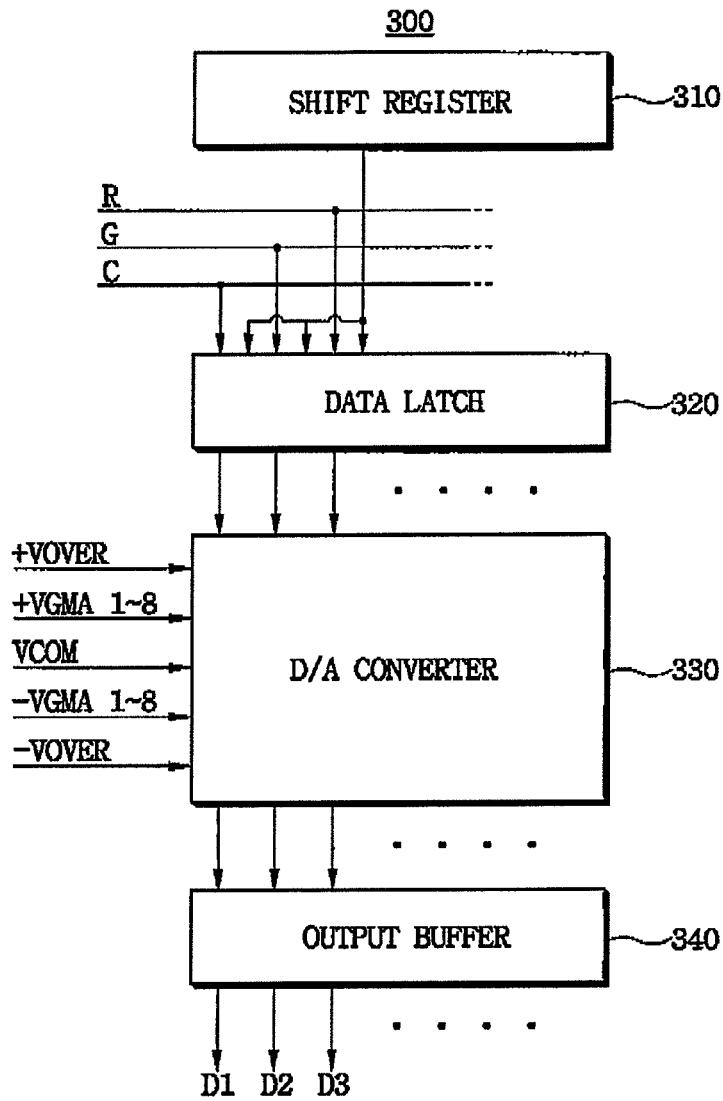 300
SHIFT REGISTER
310
R
G
C
DATA LATCH
320
+VOVER
+VGMA 1~8
VCOM
-VGMA 1~8
-VOVER
D/A CONVERTER
330
OUTPUT BUFFER
340
D1 D2 D3